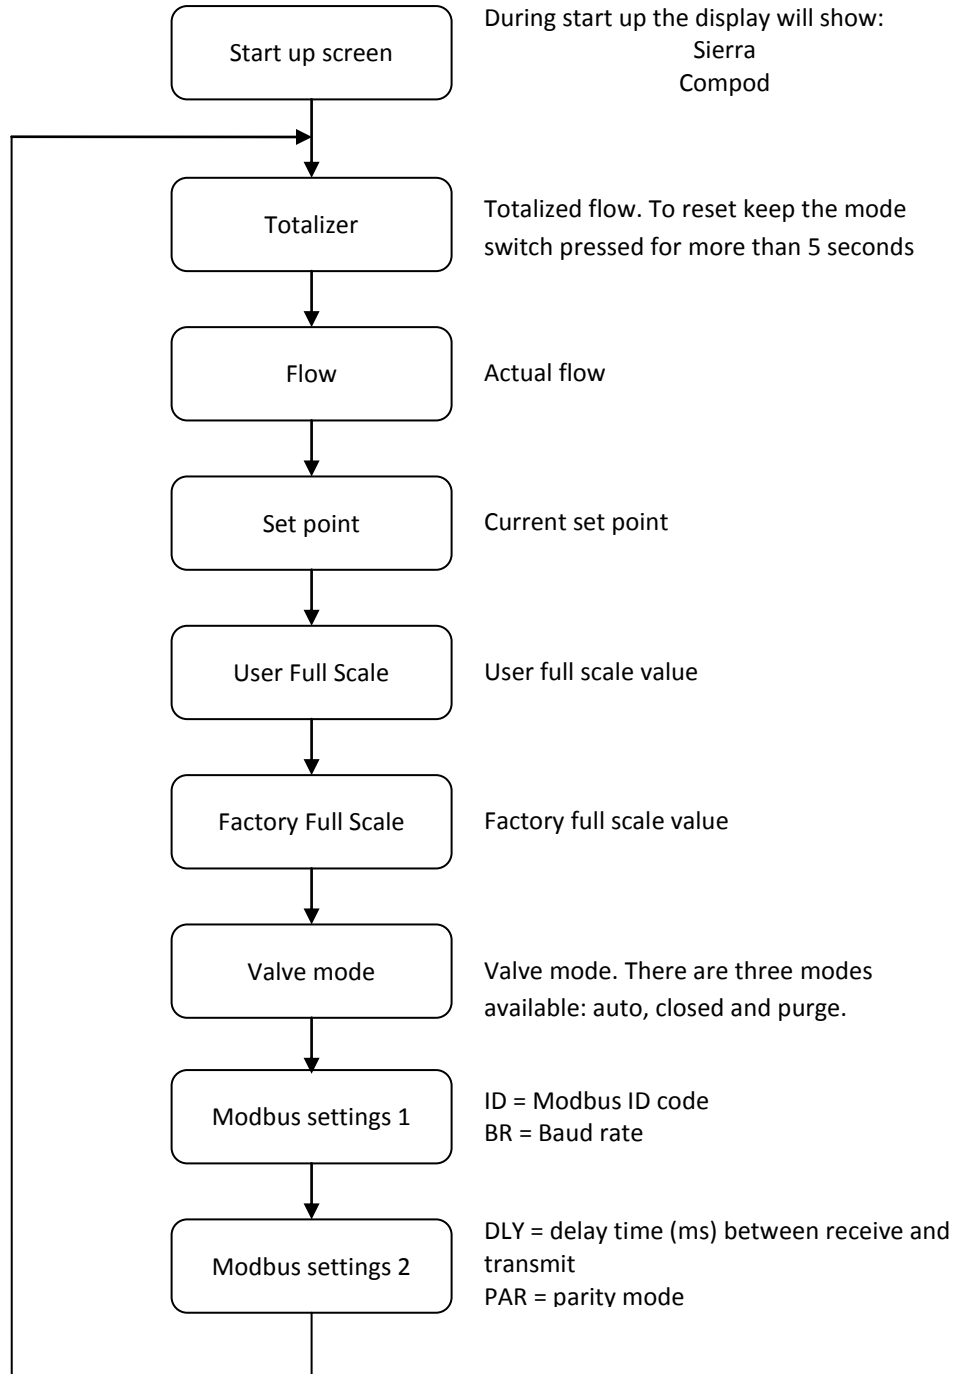 Start up screen
During start up the display will show:
Sierra
Compod
Totalizer
Totalized flow. To reset keep the mode
switch pressed for more than 5 seconds
Flow
Actual flow
Set point
Current set point
User Full Scale
User full scale value
Factory Full Scale
Factory full scale value
Valve mode
Valve mode. There are three modes
available: auto, closed and purge.
Modbus settings 1
ID = Modbus ID code
BR = Baud rate
Modbus settings 2
DLY = delay time (ms) between receive and
transmit
PAR = parity mode